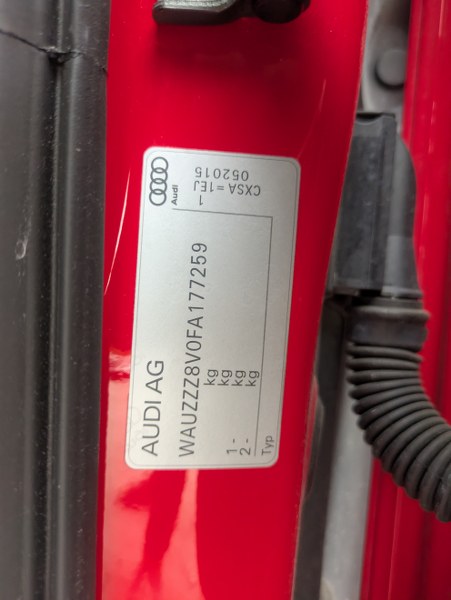 AUDI AG
WAUZZZ8V0FA177259
kg
kg
1 - kg
2 - kg
Typ
Audi
1
CXSA =1EJ
052015